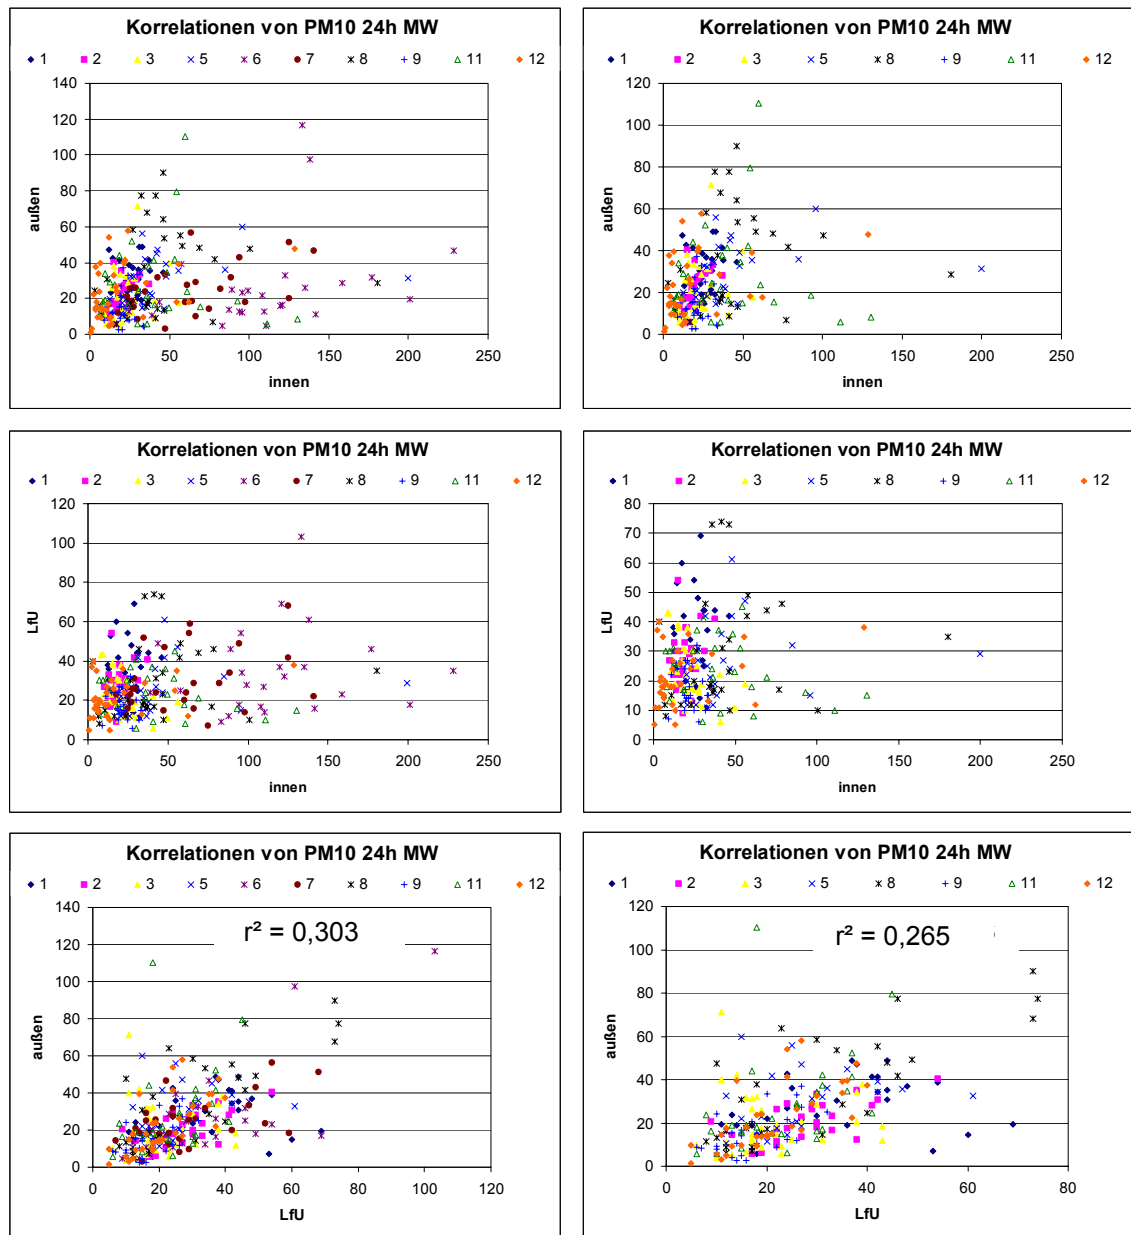 Korrelationen von PM10 24h MW
1 2 3 5 6 7 8 9 11 12
140
120
100
80
60
40
20
0
0 50 100 150 200 250
innen
außen
Korrelationen von PM10 24h MW
1 2 3 5 8 9 11 12
120
100
80
60
40
20
0
0 50 100 150 200 250
innen
außen
Korrelationen von PM10 24h MW
1 2 3 5 6 7 8 9 11 12
120
100
80
60
40
20
0
0 50 100 150 200 250
innen
LfU
Korrelationen von PM10 24h MW
1 2 3 5 8 9 11 12
80
70
60
50
40
30
20
10
0
0 50 100 150 200 250
innen
LfU
Korrelationen von PM10 24h MW
1 2 3 5 6 7 8 9 11 12
r² = 0,303
140
120
100
80
60
40
20
0
0 20 40 60 80 100 120
LfU
außen
Korrelationen von PM10 24h MW
1 2 3 5 8 9 11 12
r² = 0,265
120
100
80
60
40
20
0
0 20 40 60 80
LfU
außen